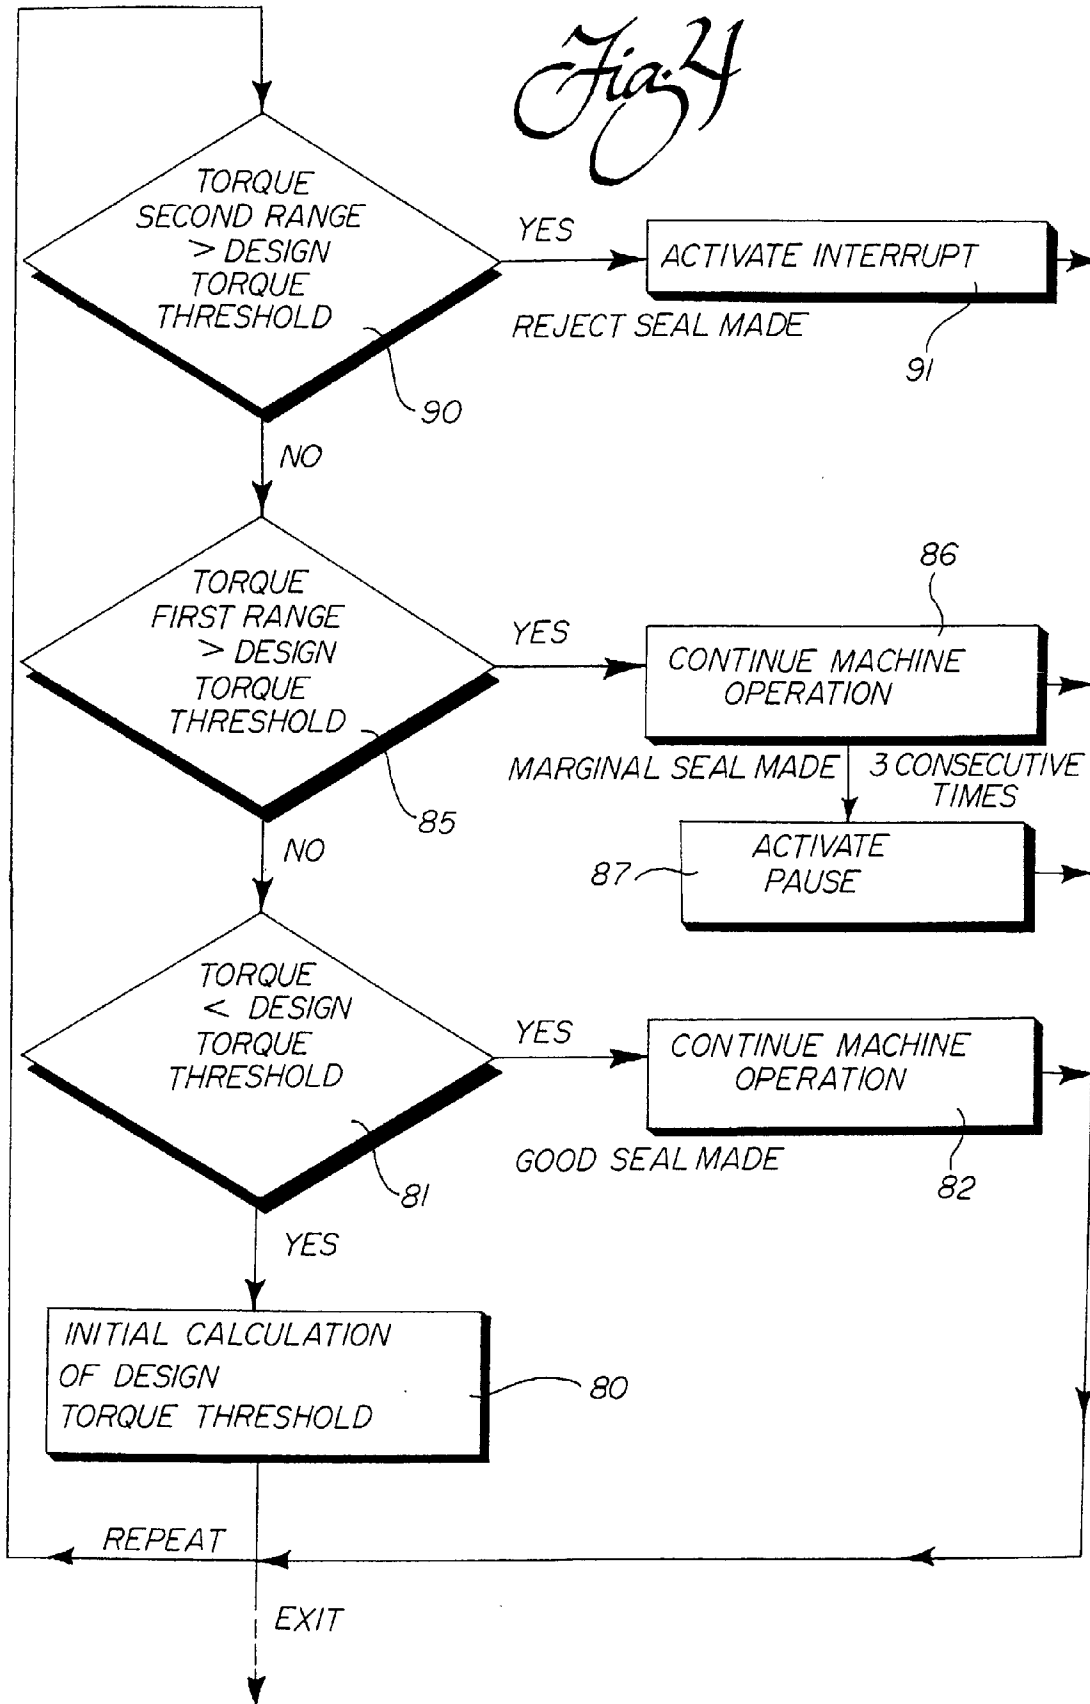 Fig. 4
TORQUE
SECOND RANGE
> DESIGN
TORQUE
THRESHOLD
90
YES
ACTIVATE INTERRUPT
REJECT SEAL MADE
91
NO
TORQUE
FIRST RANGE
> DESIGN
TORQUE
THRESHOLD
85
YES
86
CONTINUE MACHINE
OPERATION
MARGINAL SEAL MADE
3 CONSECUTIVE
TIMES
87
ACTIVATE
PAUSE
NO
TORQUE
< DESIGN
TORQUE
THRESHOLD
81
YES
CONTINUE MACHINE
OPERATION
GOOD SEAL MADE
82
YES
INITIAL CALCULATION
OF DESIGN
TORQUE THRESHOLD
80
REPEAT
EXIT